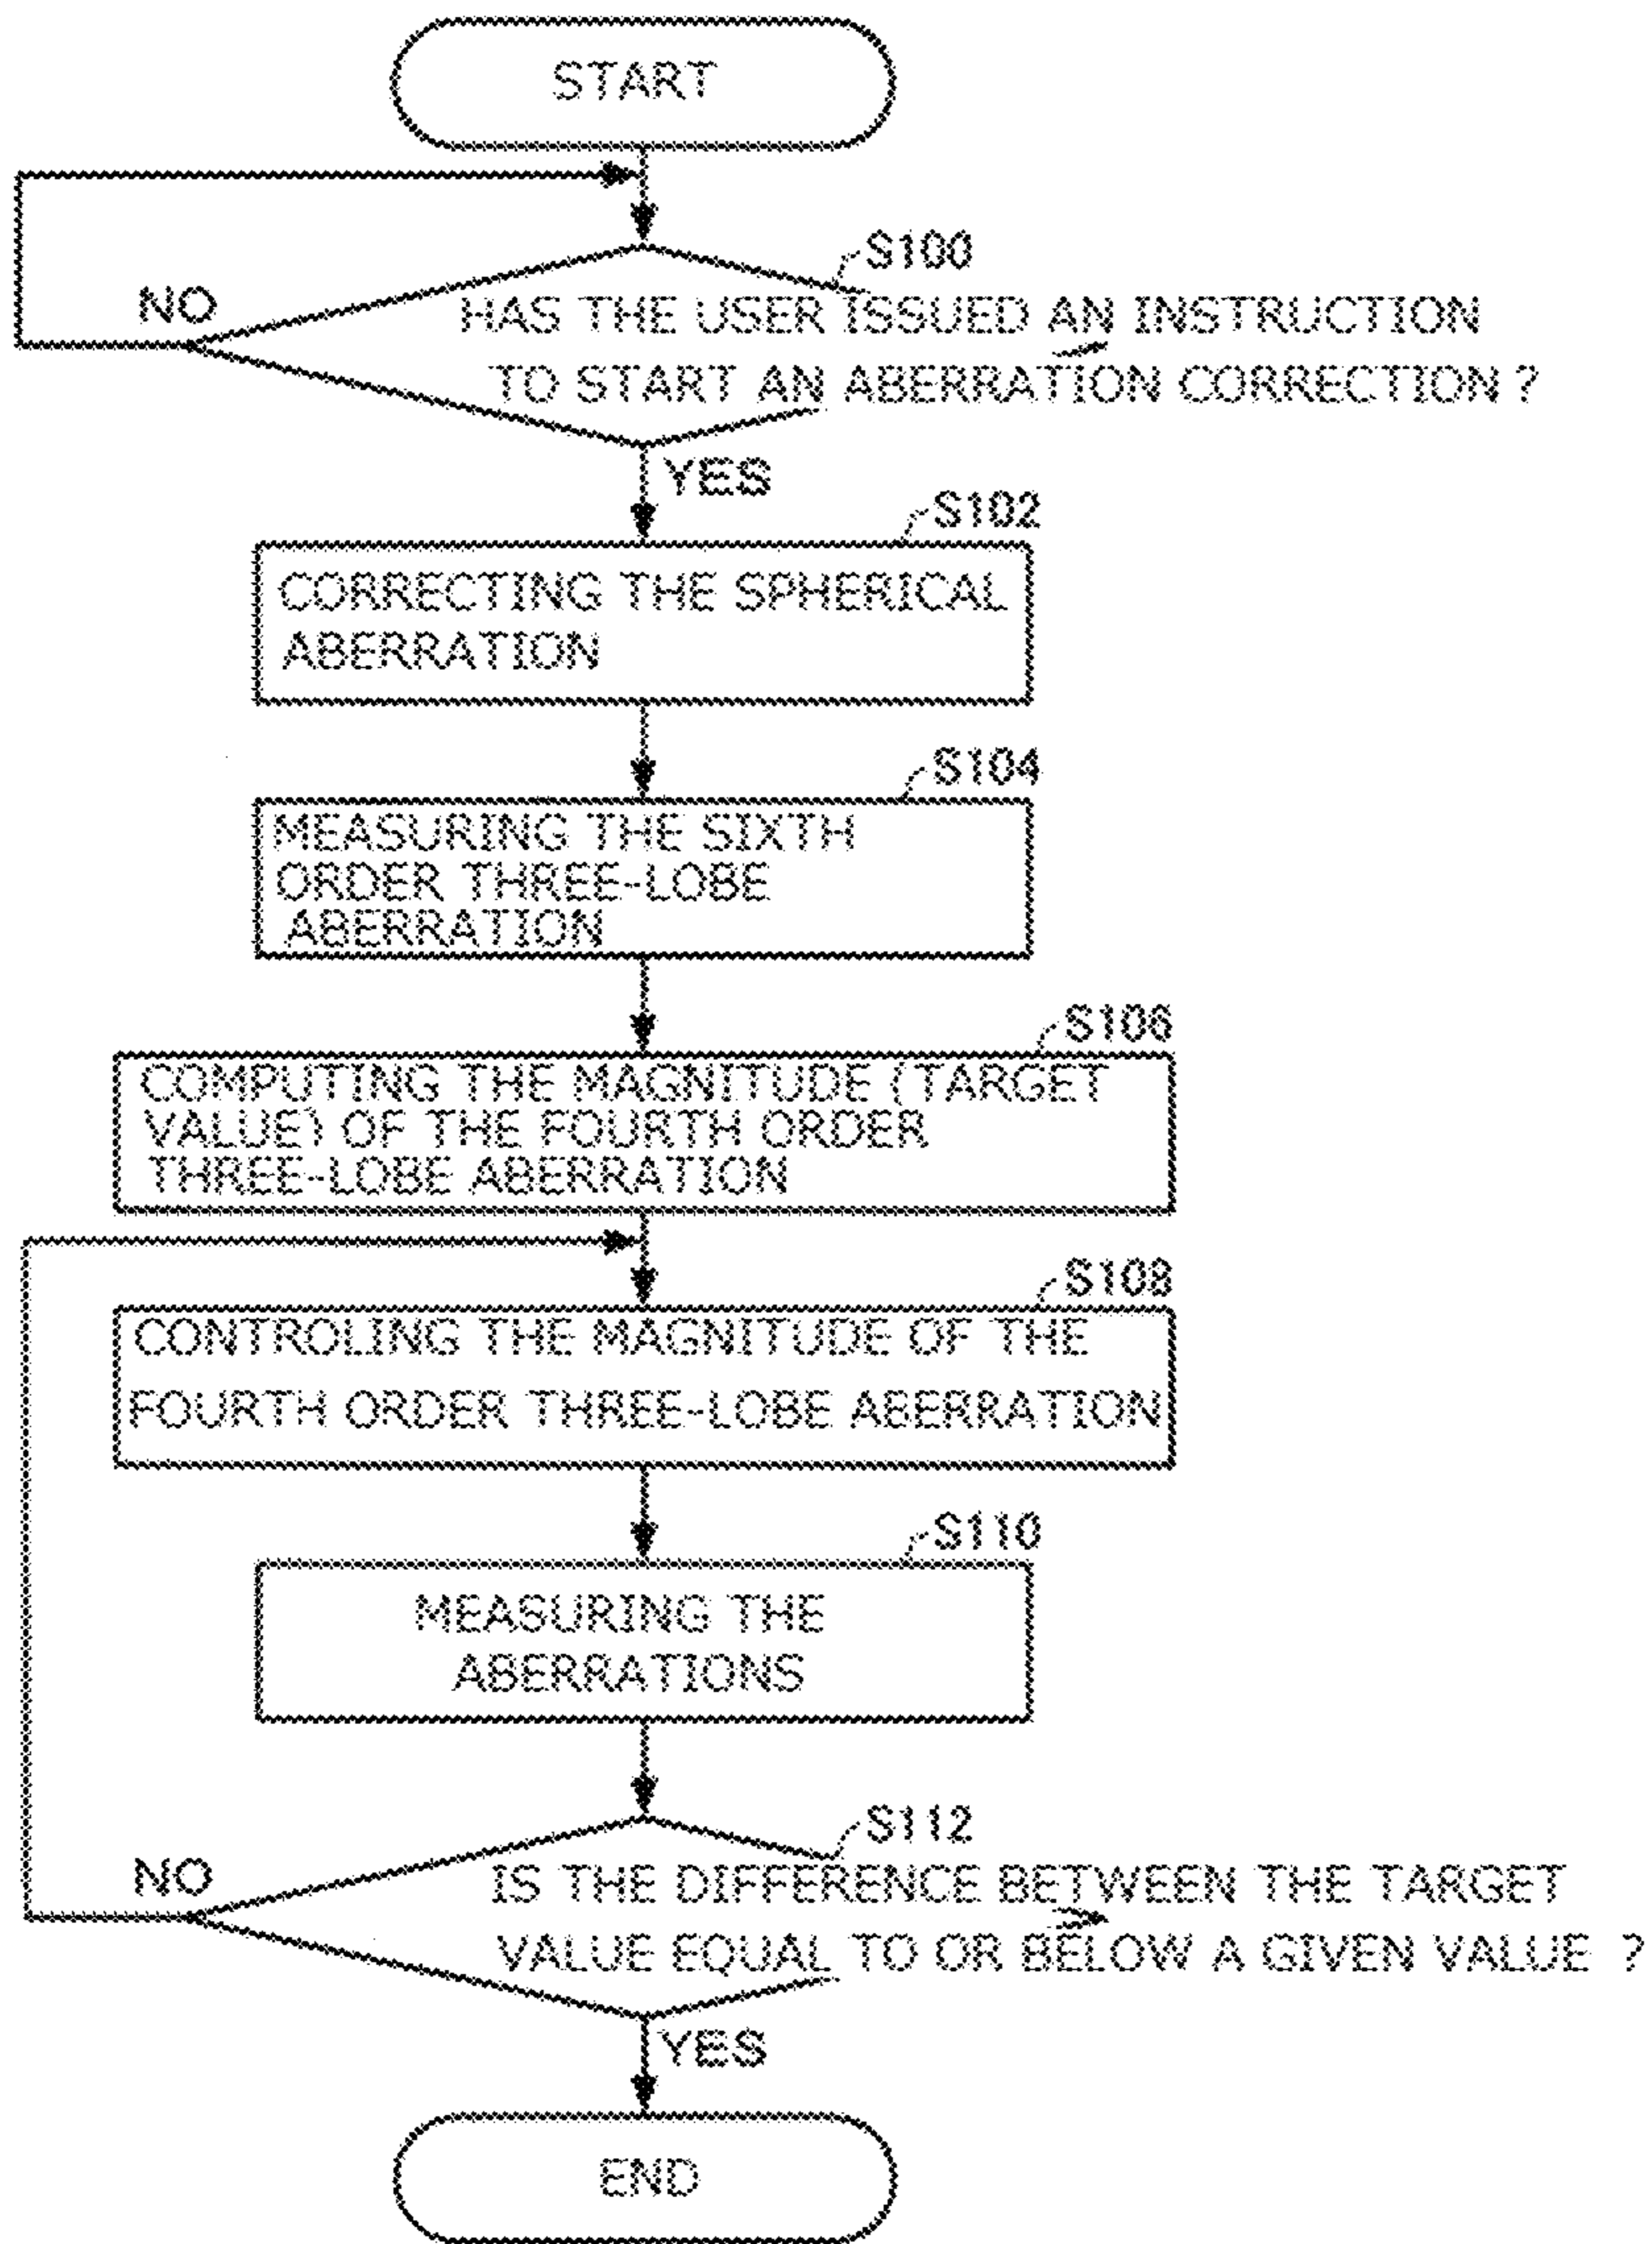 START
S100
NO
HAS THE USER ISSUED AN INSTRUCTION
TO START AN ABERRATION CORRECTION ?
YES
S102
CORRECTING THE SPHERICAL
ABERRATION
S104
MEASURING THE SIXTH
ORDER THREE-LOBE
ABERRATION
S106
COMPUTING THE MAGNITUDE (TARGET
VALUE) OF THE FOURTH ORDER
THREE-LOBE ABERRATION
S108
CONTROLING THE MAGNITUDE OF THE
FOURTH ORDER THREE-LOBE ABERRATION
S110
MEASURING THE
ABERRATIONS
S112
NO
IS THE DIFFERENCE BETWEEN THE TARGET
VALUE EQUAL TO OR BELOW A GIVEN VALUE ?
YES
END